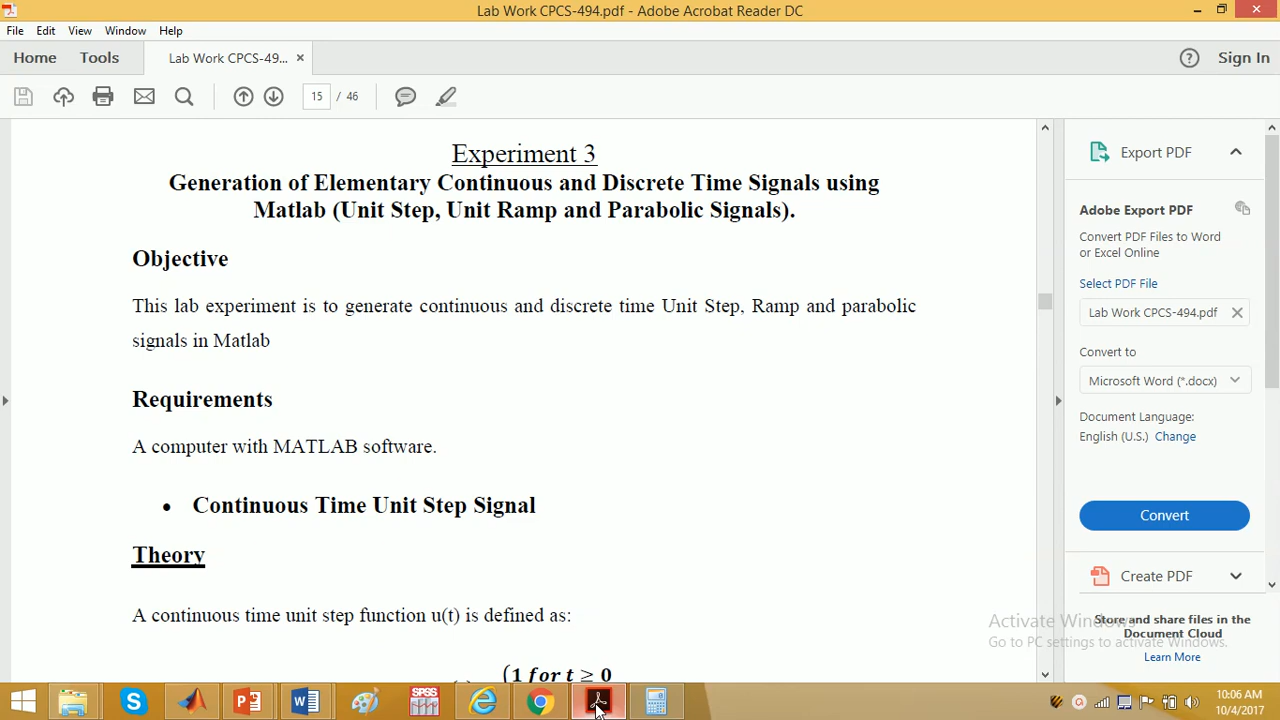 Lab Work CPCS-494.pdf - Adobe Acrobat Reader DC
File Edit View Window Help
Home Tools Lab Work CPCS-49... × Sign In
15 / 46
Experiment 3
Generation of Elementary Continuous and Discrete Time Signals using
Matlab (Unit Step, Unit Ramp and Parabolic Signals).
Objective
This lab experiment is to generate continuous and discrete time Unit Step, Ramp and parabolic
signals in Matlab
Requirements
A computer with MATLAB software.
• Continuous Time Unit Step Signal
Theory
A continuous time unit step function u(t) is defined as:
{1 for t ≥ 0
Export PDF
Adobe Export PDF
Convert PDF Files to Word
or Excel Online
Select PDF File
Lab Work CPCS-494.pdf
Convert to
Microsoft Word (*.docx)
Document Language:
English (U.S.) Change
Convert
Create PDF
Store and share files in the
Document Cloud
Learn More
Activate Windows
Go to PC settings to activate Windows.
SPSS
10:06 AM
10/4/2017